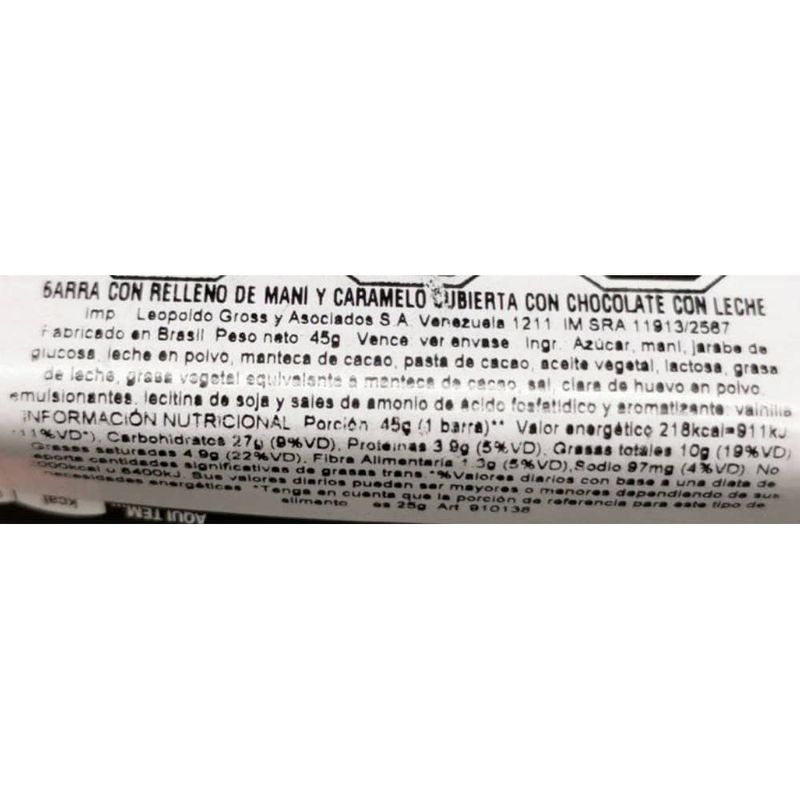 BARRA CON RELLENO DE MANI Y CARAMELO CUBIERTA CON CHOCOLATE CON LECHE
Imp Leopoldo Gross y Asociados S.A. Venezuela 1211 IM SRA 11913/2587
Fabricado en Brasil Peso neto 45g Vence ver envase Ingr. Azúcar, maní, jarabe de
glucosa, leche en polvo, manteca de cacao, pasta de cacao, aceite vegetal, lactosa, grasa
de leche, grasa vegetal equivalente a manteca de cacao, sal, clara de huevo en polvo,
emulsionantes: lecitina de soja y sales de amonio de ácido fosfatídico y aromatizante: vainilla
INFORMACIÓN NUTRICIONAL Porción 45g (1 barra)** Valor energético 218kcal=911kJ
(11%VD*), Carbohidratos 27g (9%VD), Proteínas 3.9g (5%VD), Grasas totales 10g (19%VD)
Grasas saturadas 4.9g (22%VD), Fibra Alimentaria 1.3g (5%VD), Sodio 97mg (4%VD). No
aporta cantidades significativas de grasas trans *%Valores diarios con base a una dieta de
2000kcal u 8400kJ. Sus valores diarios pueden ser mayores o menores dependiendo de sus
necesidades energéticas **Tenga en cuenta que la porción de referencia para este tipo de
alimento es 25g Art 910138
kcal
AQUI TEM...